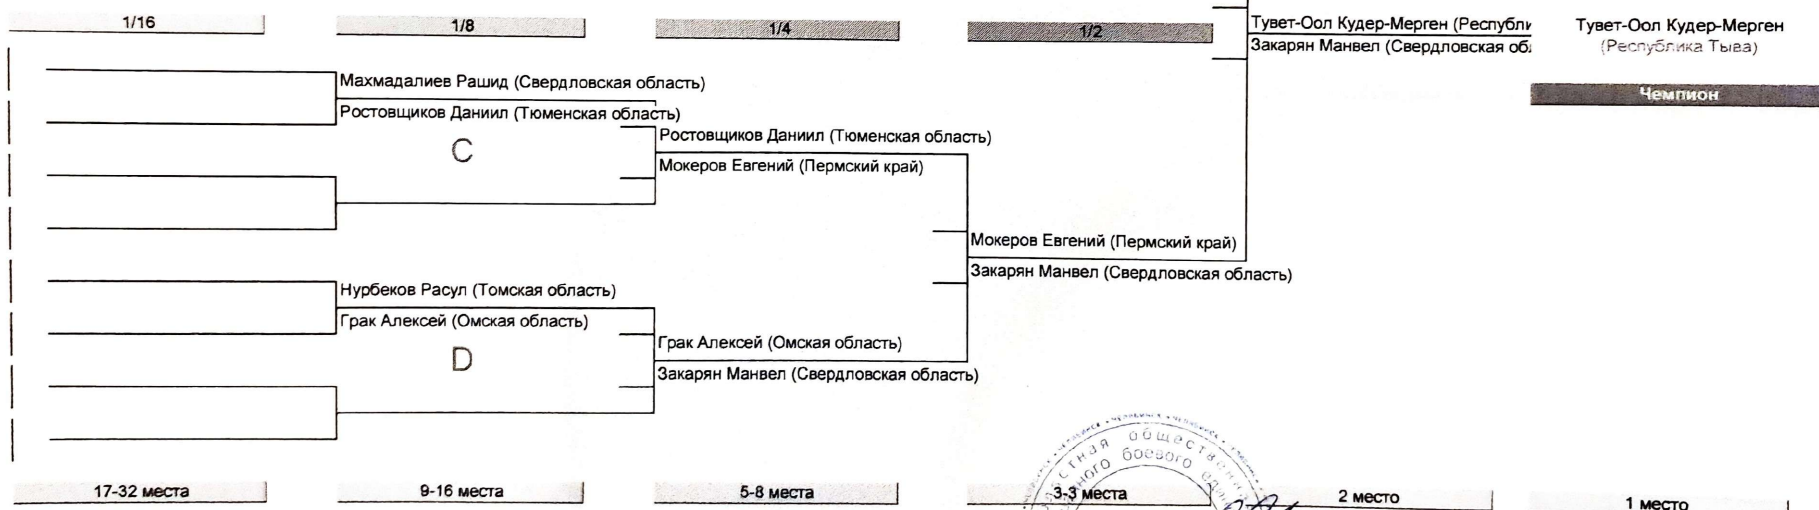 1/16
1/8
1/4
1/2
Тувет-Оол Кудер-Мерген (Республи
Закарян Манвел (Свердловская об
Тувет-Оол Кудер-Мерген
(Республика Тыва)
Чемпион
Махмадалиев Рашид (Свердловская область)
Ростовщиков Даниил (Тюменская область)
C
Ростовщиков Даниил (Тюменская область)
Мокеров Евгений (Пермский край)
Мокеров Евгений (Пермский край)
Закарян Манвел (Свердловская область)
Нурбеков Расул (Томская область)
Грак Алексей (Омская область)
D
Грак Алексей (Омская область)
Закарян Манвел (Свердловская область)
общественн
боевого един
17-32 места
9-16 места
5-8 места
3-3 места
2 место
1 место